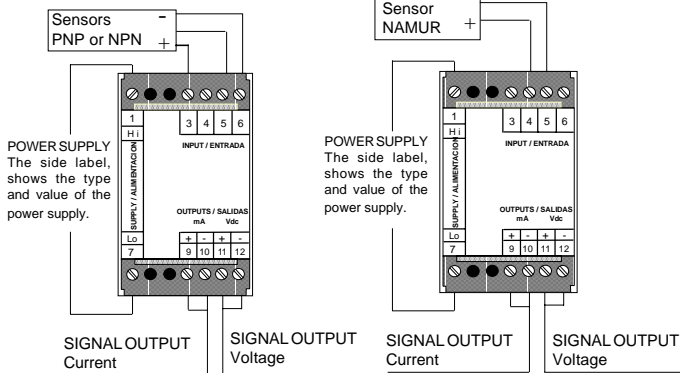 Sensors -
PNP or NPN +
1
Hi
3 4 5 6
INPUT / ENTRADA
SUPPLY / ALIMENTACION
POWER SUPPLY
The side label,
shows the type
and value of the
power supply.
OUTPUTS / SALIDAS
mA Vdc
Lo + - + -
7 9 10 11 12
SIGNAL OUTPUT
Current
SIGNAL OUTPUT
Voltage
Sensor
NAMUR +
1
Hi
3 4 5 6
INPUT / ENTRADA
SUPPLY / ALIMENTACION
POWER SUPPLY
The side label,
shows the type
and value of the
power supply.
OUTPUTS / SALIDAS
mA Vdc
Lo + - + -
7 9 10 11 12
SIGNAL OUTPUT
Current
SIGNAL OUTPUT
Voltage